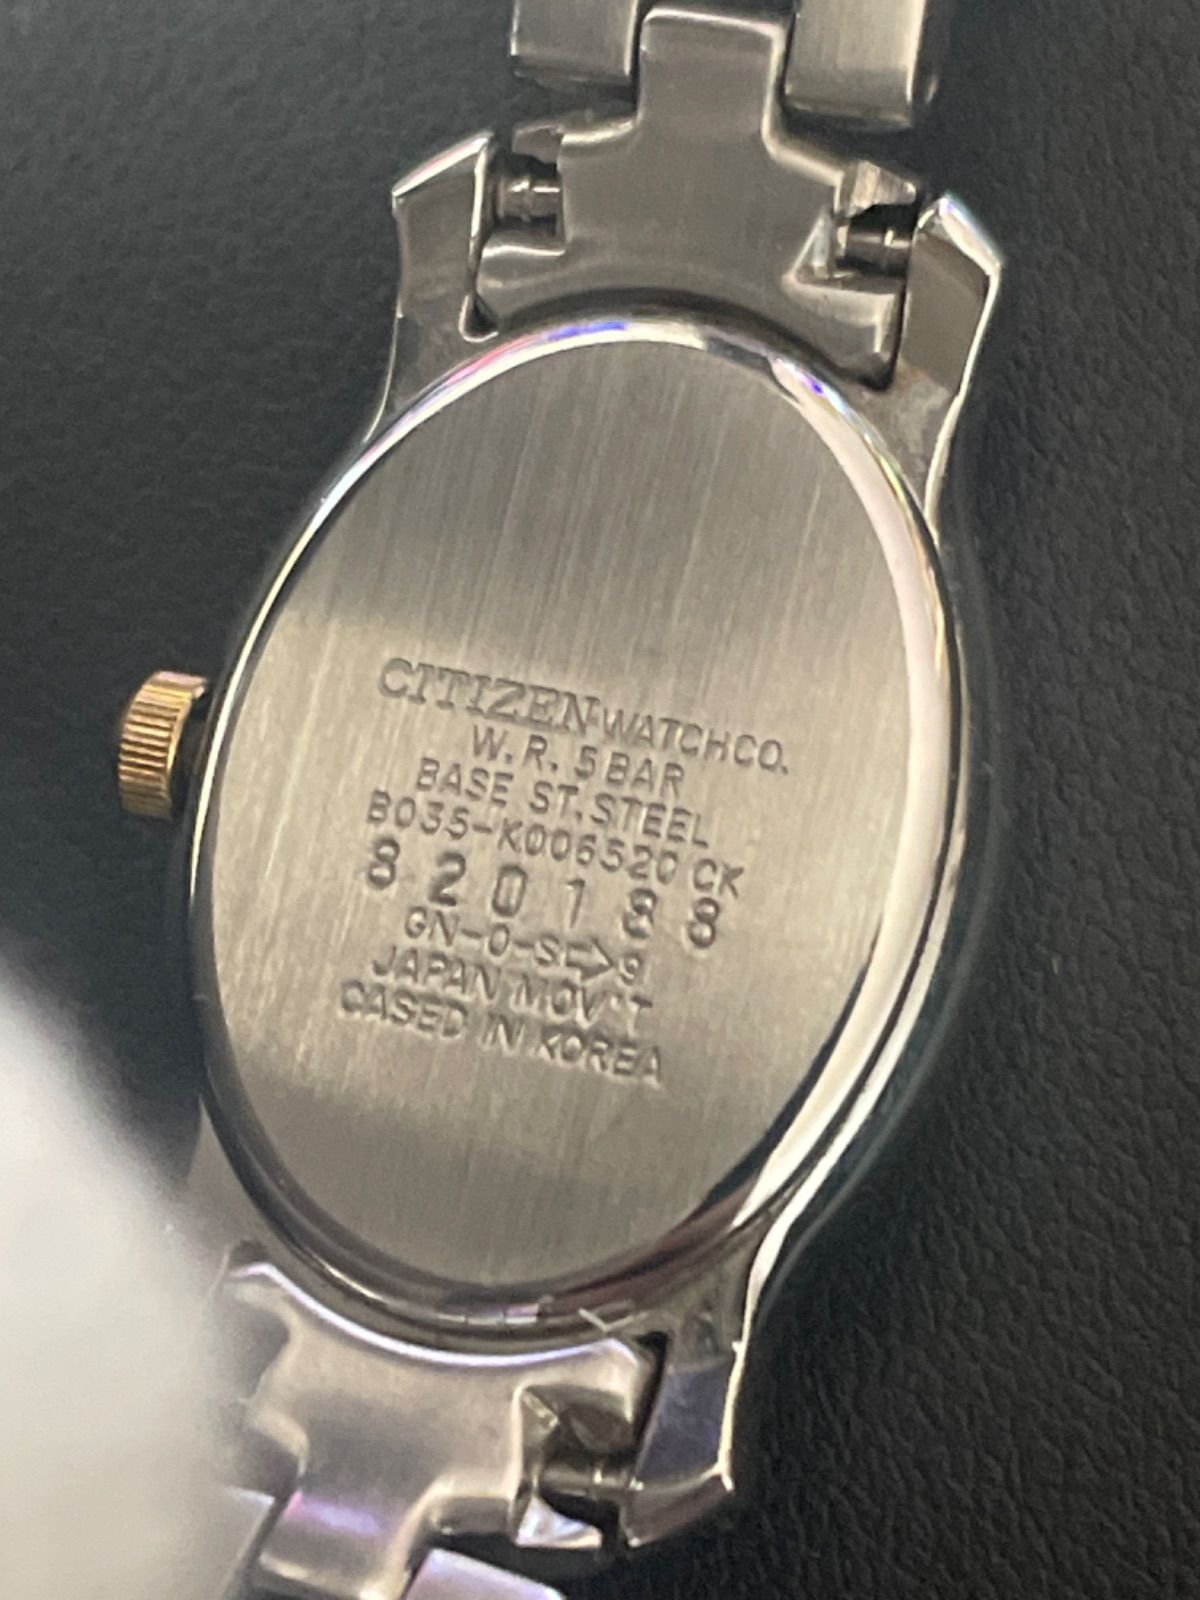 CITIZEN WATCH CO.
W.R. 5 BAR
BASE ST. STEEL
B035-K006520 CK
820188
GN-0-S➩9
JAPAN MOV'T
CASED IN KOREA